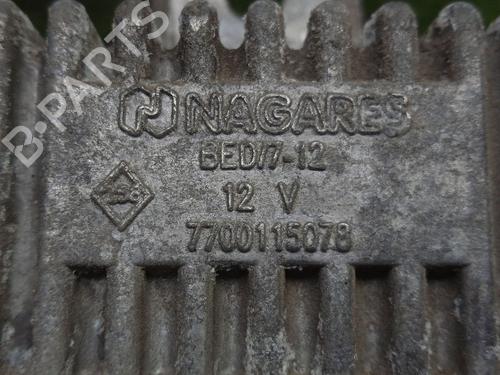 B-PARTS
NAGARES
BED/7-12
12 V
7700115078